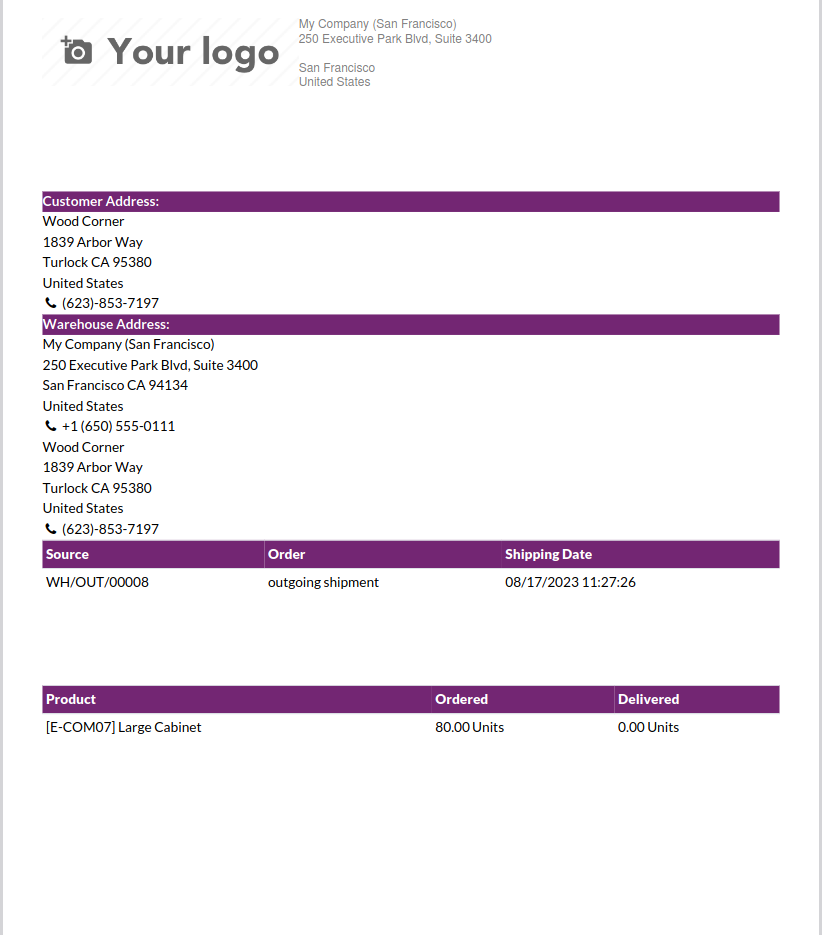 Your logo
My Company (San Francisco)
250 Executive Park Blvd, Suite 3400
San Francisco
United States
Customer Address:
Wood Corner
1839 Arbor Way
Turlock CA 95380
United States
(623)-853-7197
Warehouse Address:
My Company (San Francisco)
250 Executive Park Blvd, Suite 3400
San Francisco CA 94134
United States
+1 (650) 555-0111
Wood Corner
1839 Arbor Way
Turlock CA 95380
United States
(623)-853-7197
Source Order Shipping Date
WH/OUT/00008 outgoing shipment 08/17/2023 11:27:26
Product Ordered Delivered
[E-COM07] Large Cabinet 80.00 Units 0.00 Units